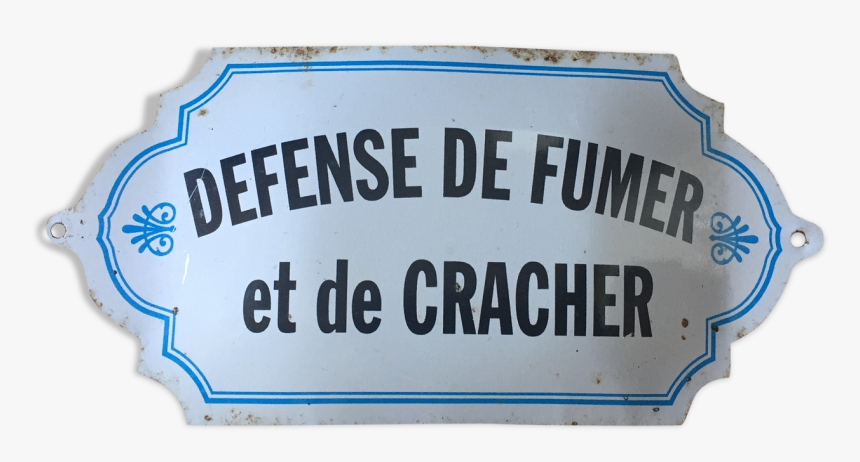 DEFENSE DE FUMER
et de CRACHER